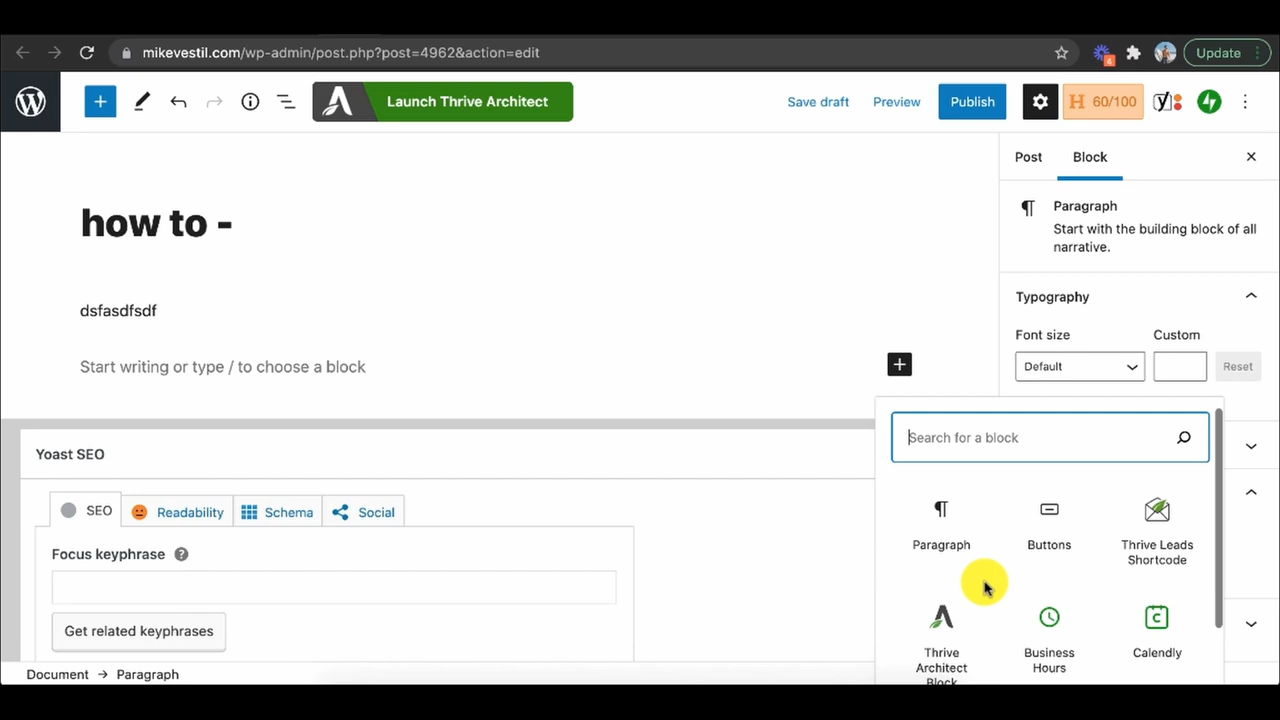 mikevestil.com/wp-admin/post.php?post=4962&action=edit
4
Update
Launch Thrive Architect
Save draft
Preview
Publish
H 60/100
Post
Block
Paragraph
Start with the building block of all
narrative.
how to -
Typography
dsfasdfsdf
Font size
Custom
Default
Reset
Start writing or type / to choose a block
Search for a block
Yoast SEO
SEO
Readability
Schema
Social
Paragraph
Buttons
Thrive Leads
Shortcode
Focus keyphrase ?
Get related keyphrases
Thrive
Architect
Block
Business
Hours
Calendly
Document → Paragraph